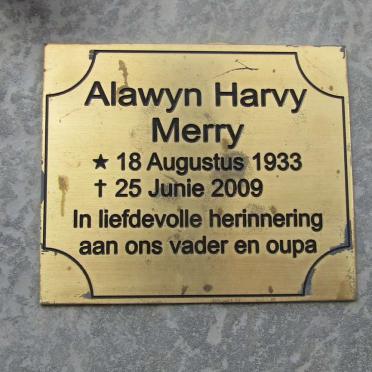 Alawyn Harvy
Merry
★ 18 Augustus 1933
✝ 25 Junie 2009
In liefdevolle herinnering
aan ons vader en oupa